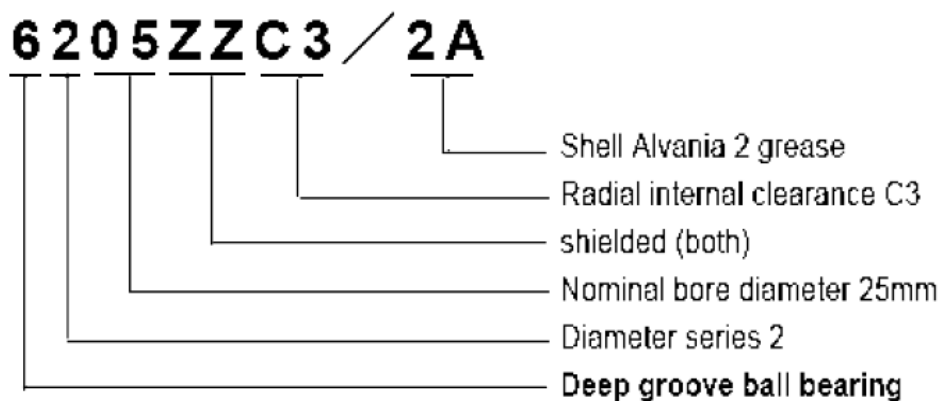 6205ZZC3/2A
Shell Alvania 2 grease
Radial internal clearance C3
shielded (both)
Nominal bore diameter 25mm
Diameter series 2
Deep groove ball bearing